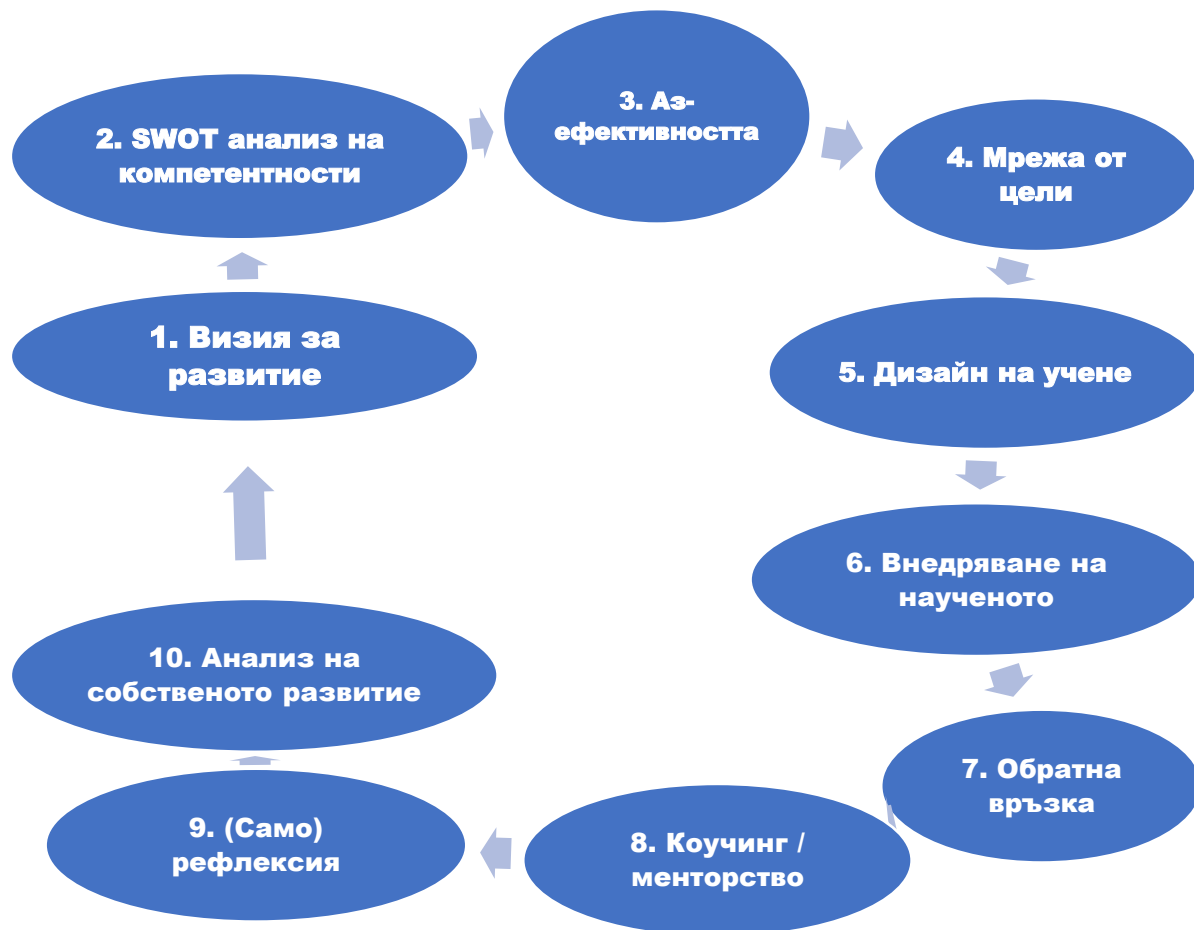 1. Визия за
развитие
2. SWOT анализ на
компетентности
3. Аз-
ефективността
4. Мрежа от
цели
5. Дизайн на учене
6. Внедряване на
наученото
7. Обратна
връзка
8. Коучинг /
менторство
9. (Само)
рефлексия
10. Анализ на
собственото развитие